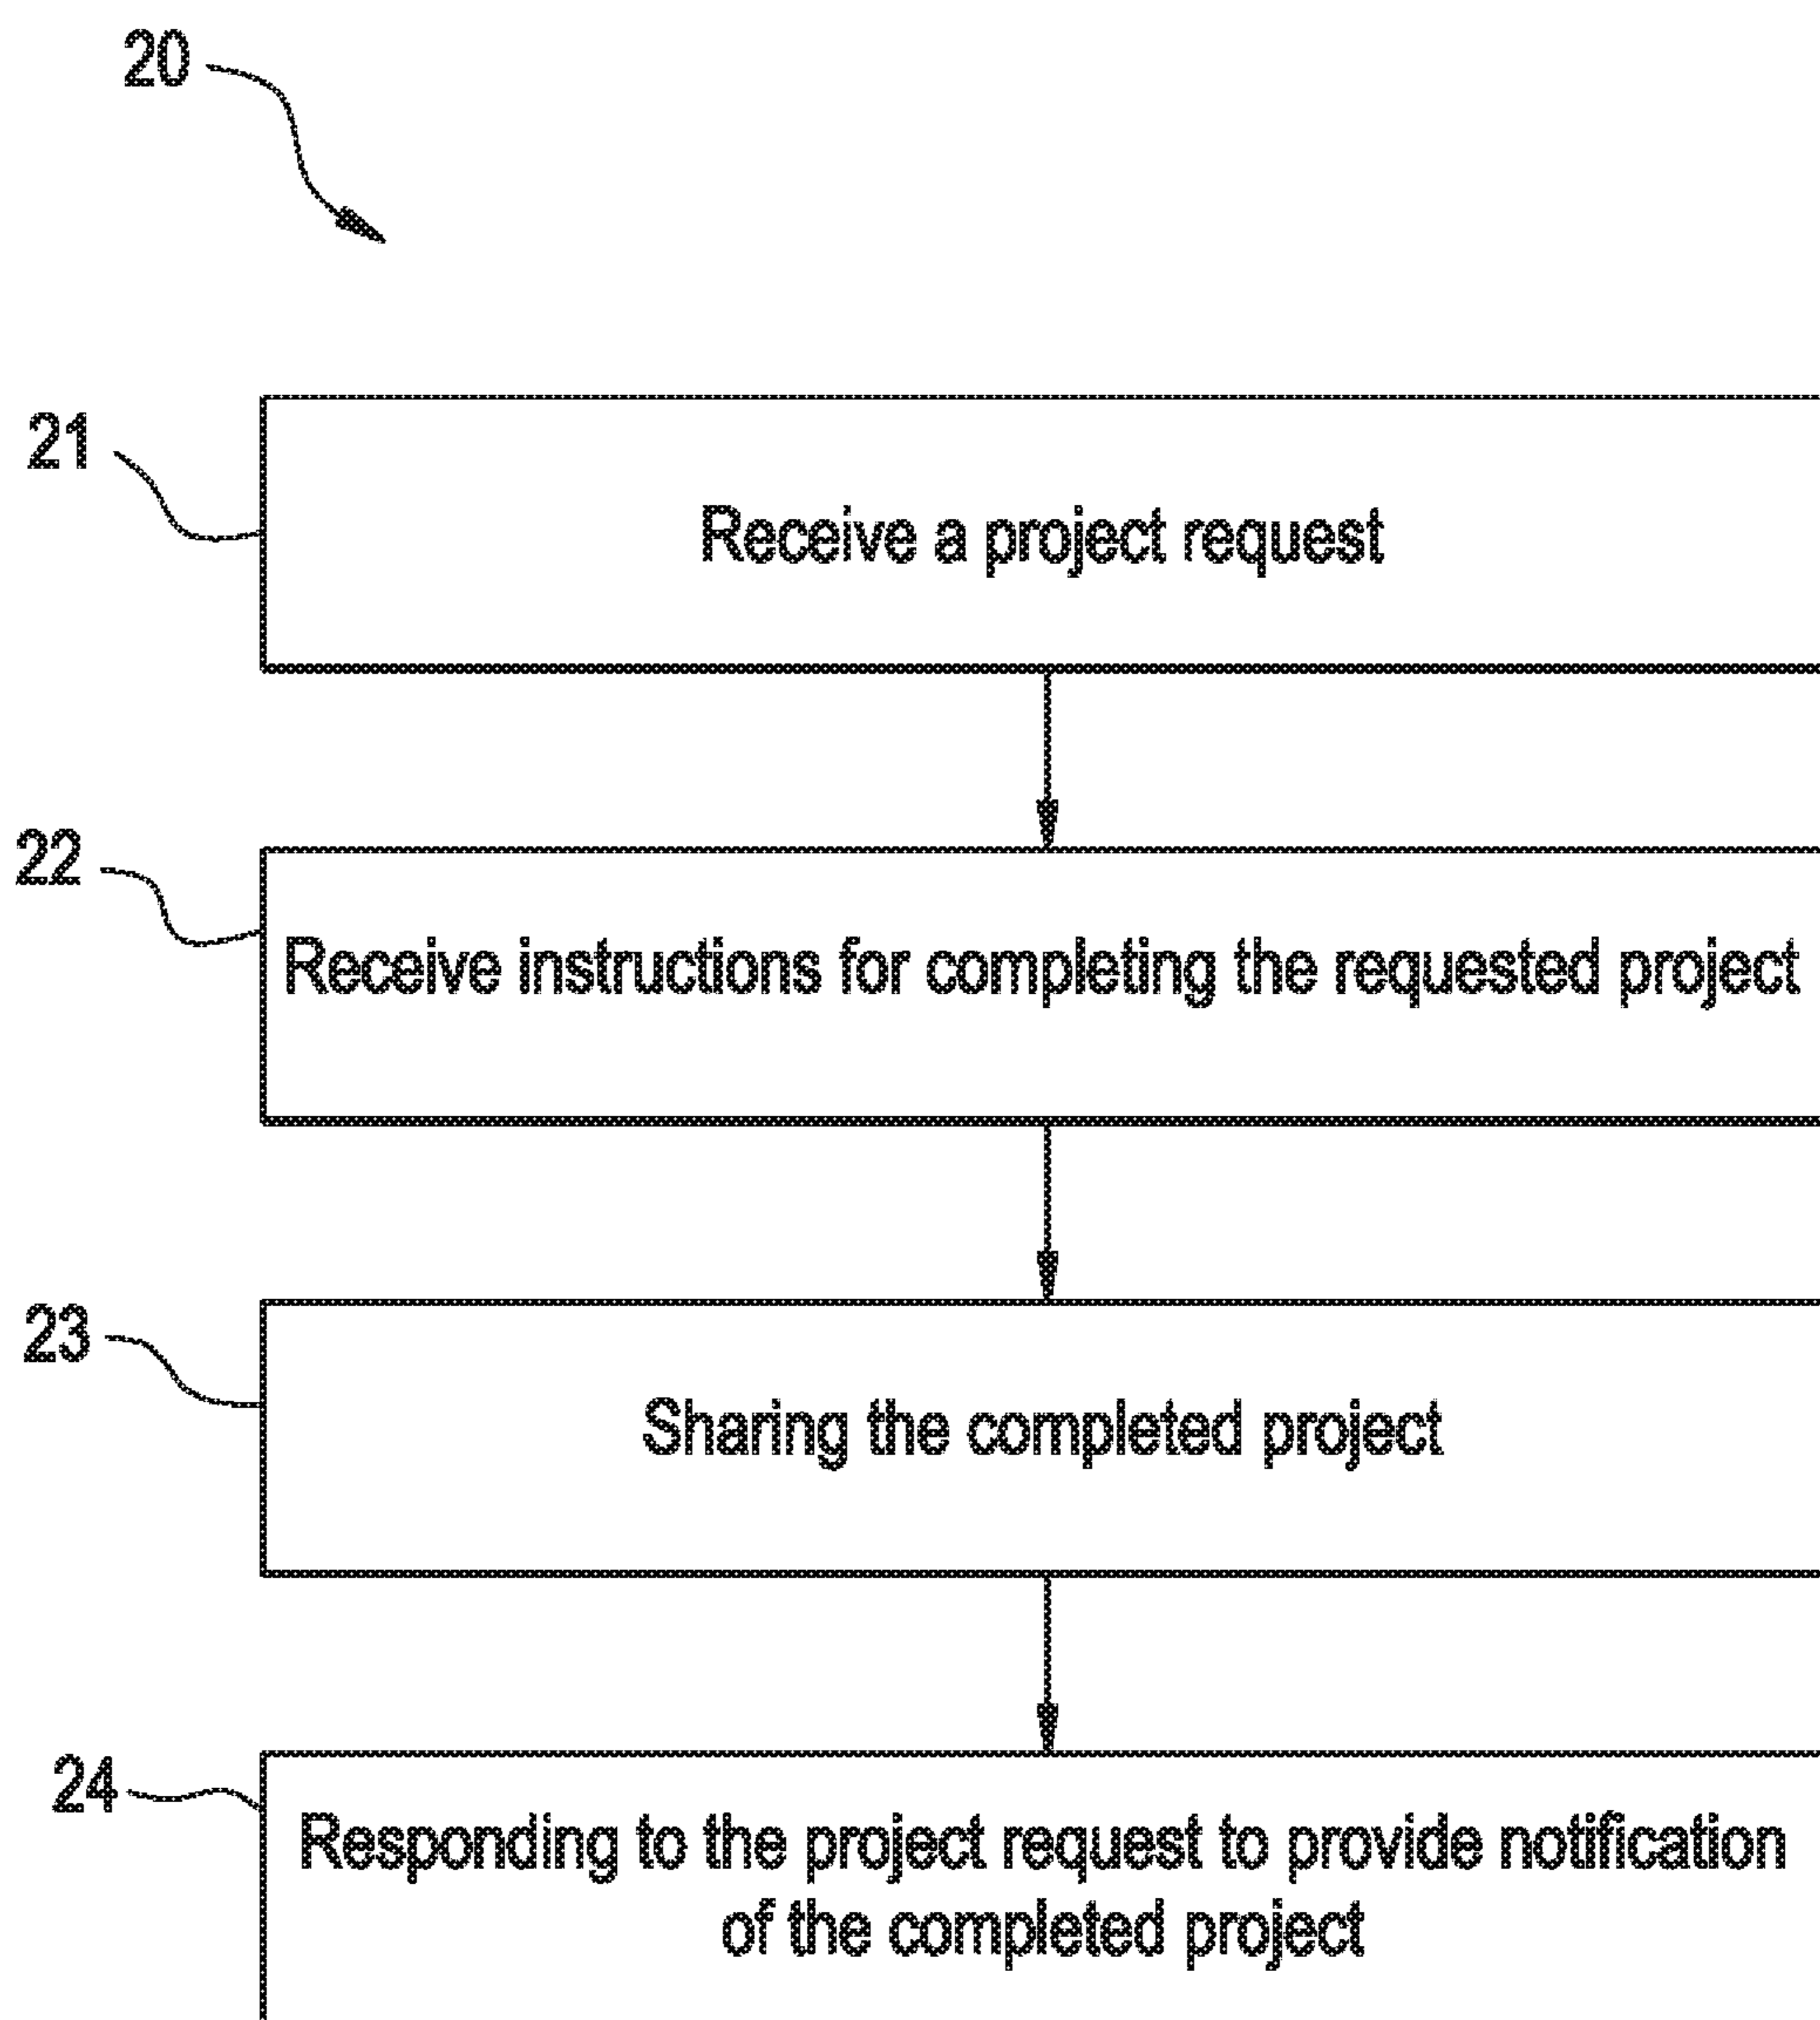 20
21
Receive a project request
22
Receive instructions for completing the requested project
23
Sharing the completed project
24
Responding to the project request to provide notification
of the completed project